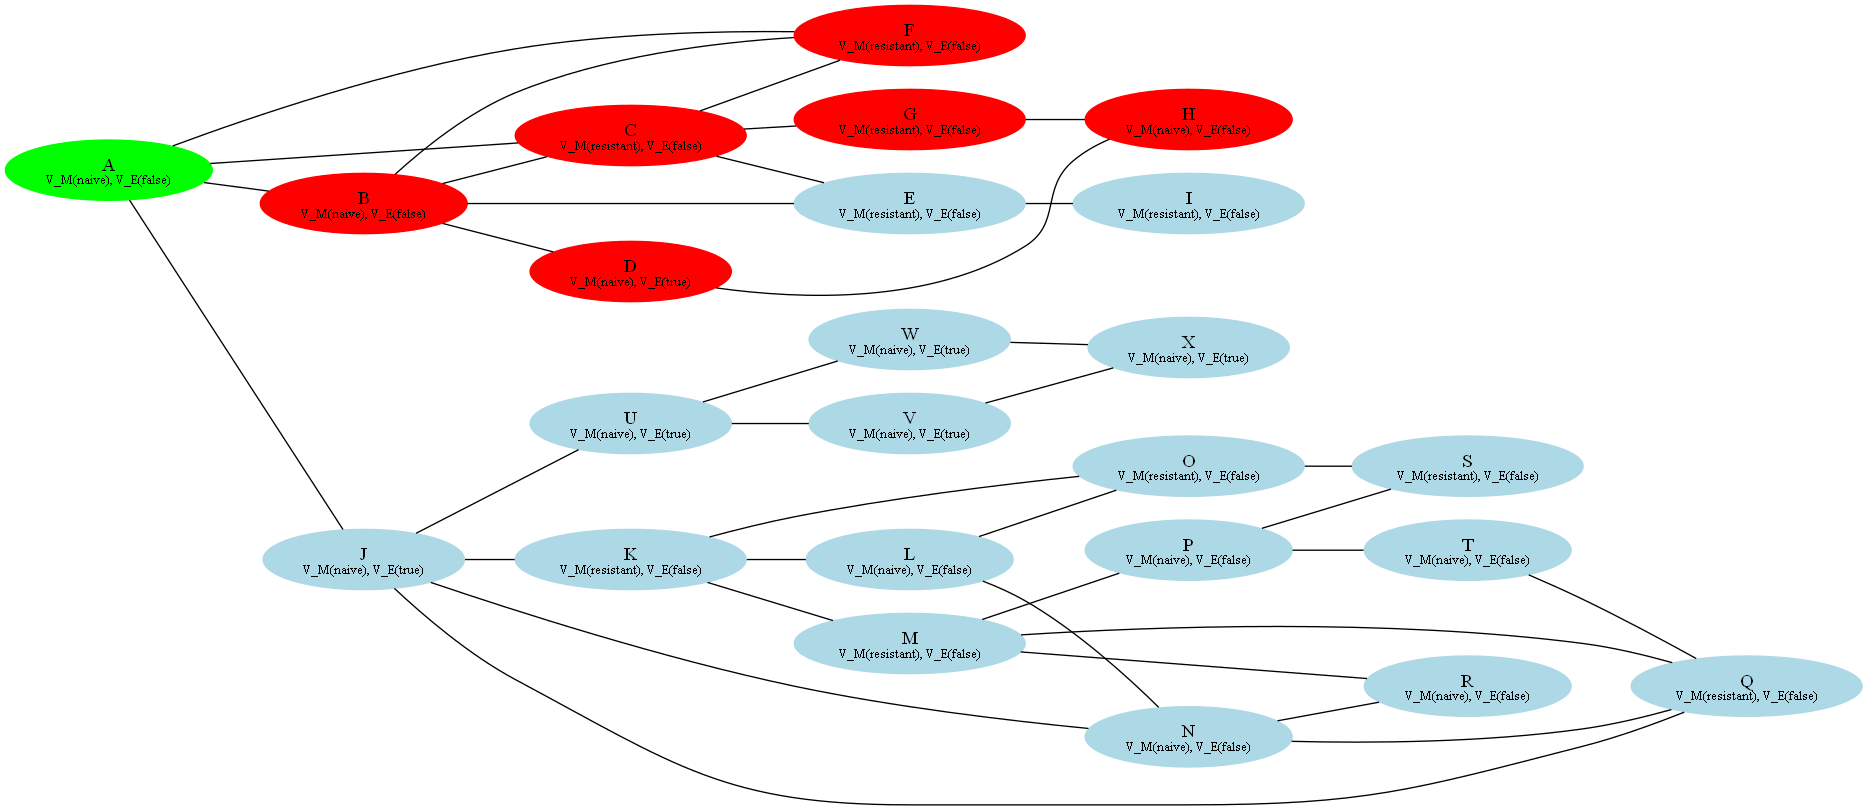 F
V_M(resistant), V_E(false)
A
V_M(naive), V_E(false)
C
V_M(resistant), V_E(false)
G
V_M(resistant), V_E(false)
H
V_M(naive), V_E(false)
B
V_M(naive), V_E(false)
E
V_M(resistant), V_E(false)
I
V_M(resistant), V_E(false)
D
V_M(naive), V_E(true)
W
V_M(naive), V_E(true)
X
V_M(naive), V_E(true)
U
V_M(naive), V_E(true)
V
V_M(naive), V_E(true)
O
V_M(resistant), V_E(false)
S
V_M(resistant), V_E(false)
J
V_M(naive), V_E(true)
K
V_M(resistant), V_E(false)
L
V_M(naive), V_E(false)
P
V_M(naive), V_E(false)
T
V_M(naive), V_E(false)
M
V_M(resistant), V_E(false)
R
V_M(naive), V_E(false)
Q
V_M(resistant), V_E(false)
N
V_M(naive), V_E(false)